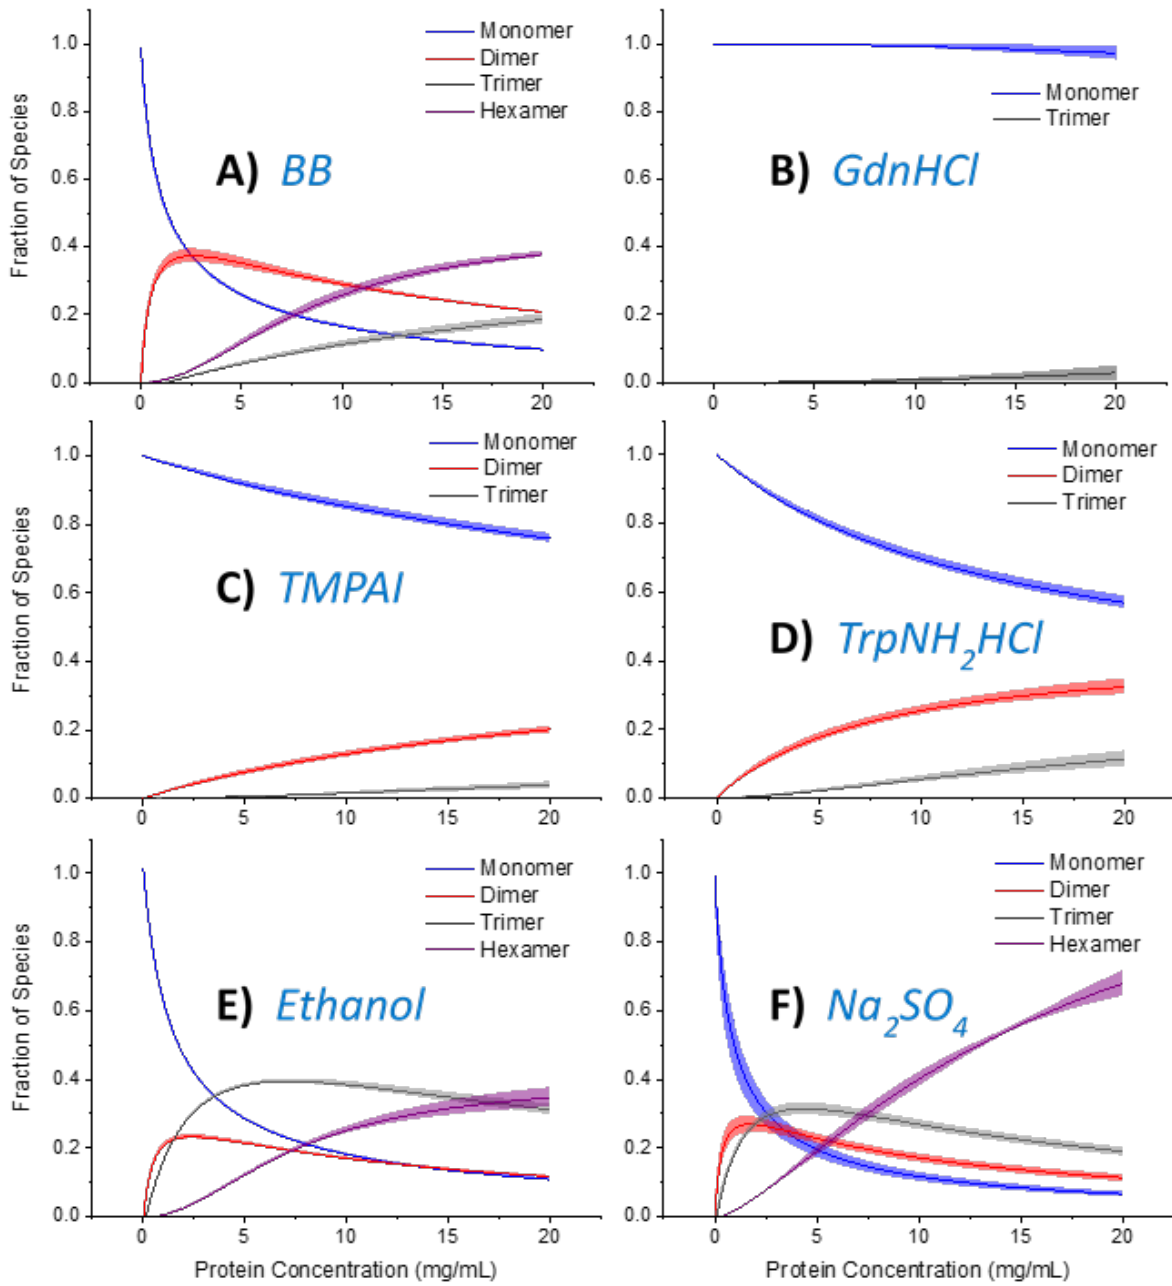 Monomer
Dimer
Trimer
Hexamer
A) BB
Fraction of Species
1.0
0.8
0.6
0.4
0.2
0.0
0 5 10 15 20
Monomer
Trimer
B) GdnHCl
1.0
0.8
0.6
0.4
0.2
0.0
0 5 10 15 20
Monomer
Dimer
Trimer
C) TMPAI
Fraction of Species
1.0
0.8
0.6
0.4
0.2
0.0
0 5 10 15 20
Monomer
Dimer
Trimer
D) TrpNH2HCl
1.0
0.8
0.6
0.4
0.2
0.0
0 5 10 15 20
Monomer
Dimer
Trimer
Hexamer
E) Ethanol
Fraction of Species
1.0
0.8
0.6
0.4
0.2
0.0
0 5 10 15 20
Protein Concentration (mg/mL)
Monomer
Dimer
Trimer
Hexamer
F) Na2SO4
1.0
0.8
0.6
0.4
0.2
0.0
0 5 10 15 20
Protein Concentration (mg/mL)